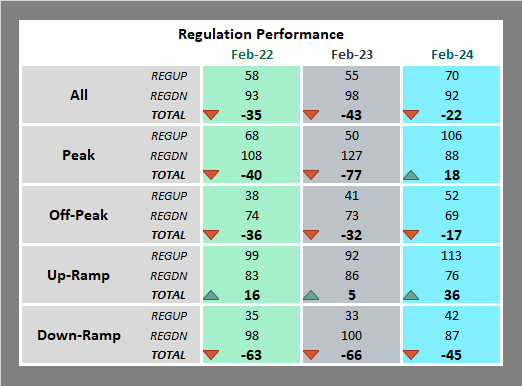 Regulation Performance
Feb-22 Feb-23 Feb-24
REGUP 58 55 70
All REGDN 93 98 92
TOTAL -35 -43 -22
REGUP 68 50 106
Peak REGDN 108 127 88
TOTAL -40 -77 18
REGUP 38 41 52
Off-Peak REGDN 74 73 69
TOTAL -36 -32 -17
REGUP 99 92 113
Up-Ramp REGDN 83 86 76
TOTAL 16 5 36
REGUP 35 33 42
Down-Ramp REGDN 98 100 87
TOTAL -63 -66 -45